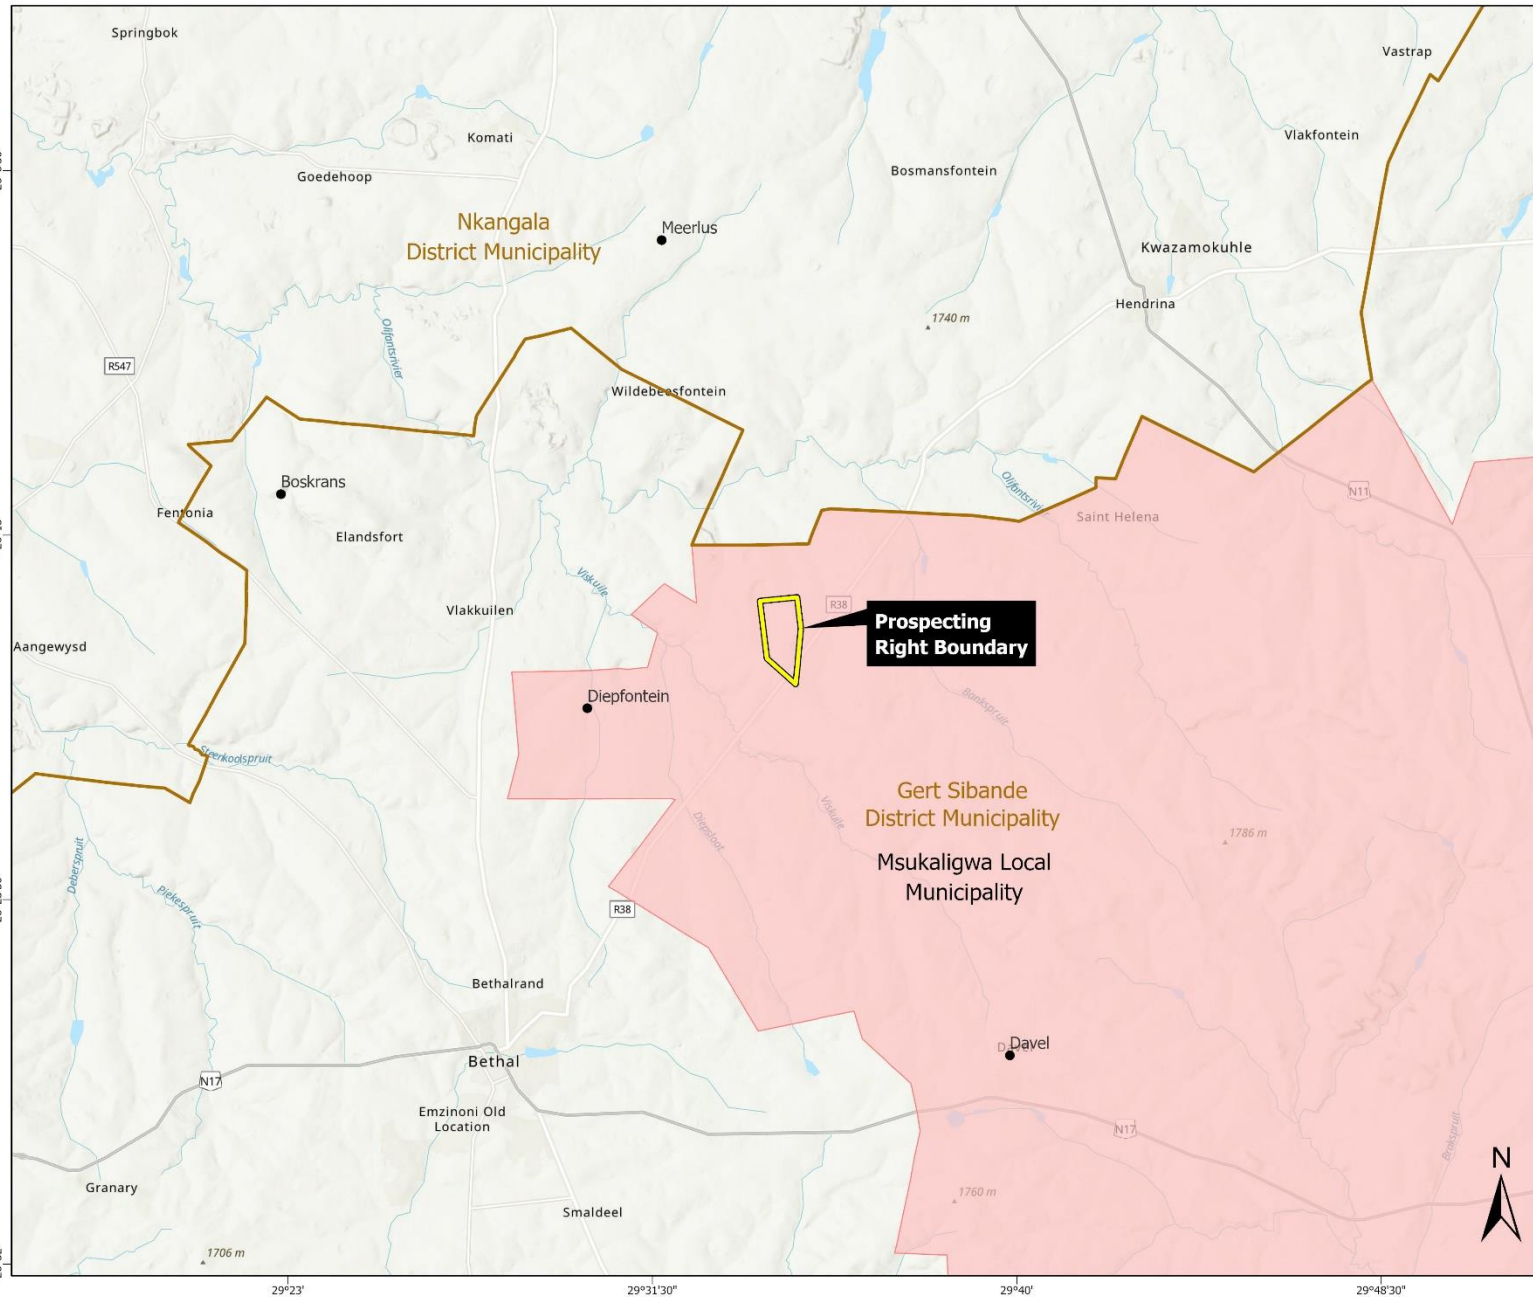 Springbok
Vastrap
Komati
Vlakfontein
Goedehoop
Bosmansfontein
Nkangala
District Municipality
Meerlus
Kwazamokuhle
Hendrina
1740 m
Olifantsrivier
R547
Wildebeesfontein
Boskrans
Fentonia
Elandsfort
Olifantsrivier
N11
Saint Helena
Viskuile
Vlakkuilen
R38
Prospecting
Right Boundary
Aangewysd
Diepfontein
Bankspruit
Steenkoolspruit
Gert Sibande
District Municipality
Viskuile
Diepsloot
1786 m
Msukaligwa Local
Municipality
Debeerspruit
Piekespruit
R38
Bethalrand
Davel
Davel
Bethal
N17
Emzinoni Old
Location
N17
Granary
1760 m
N
Smaldeel
1706 m
29°23'
29°31'30"
29°40'
29°48'30"